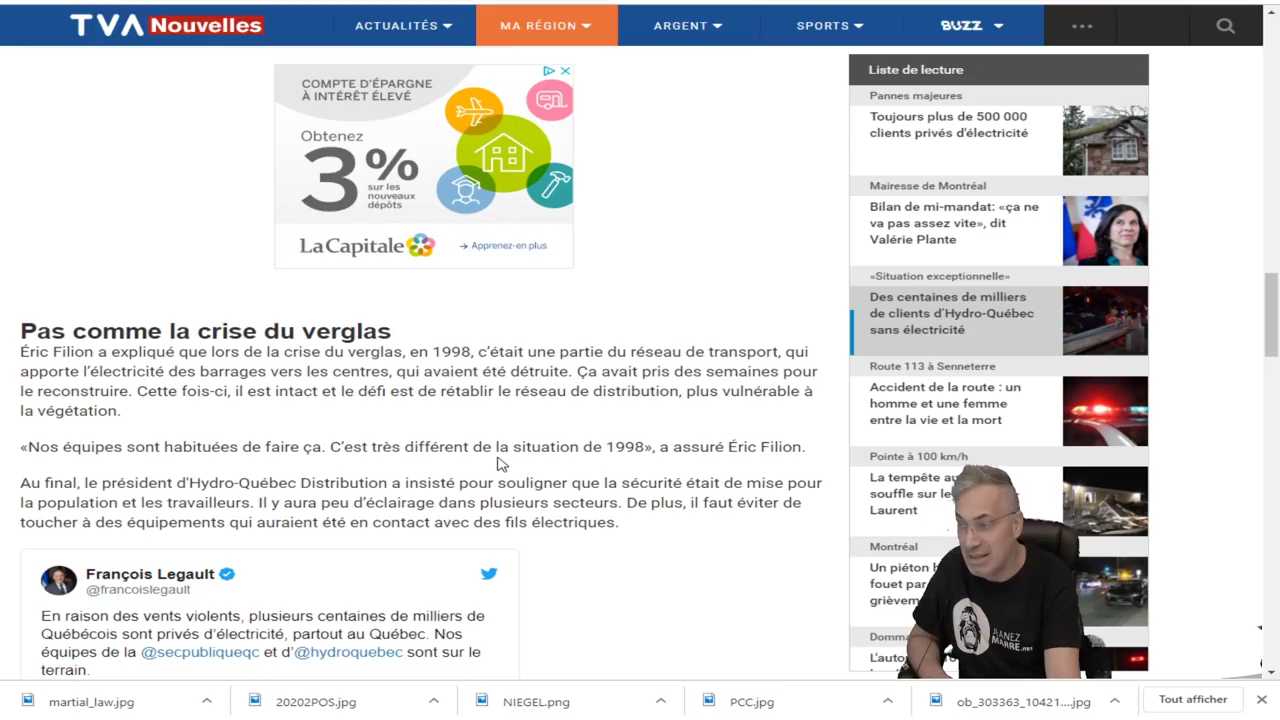 TVA Nouvelles
ACTUALITÉS
MA RÉGION
ARGENT
SPORTS
BUZZ
COMPTE D'ÉPARGNE
À INTÉRÊT ÉLEVÉ
Obtenez
3%
sur les
nouveaux
dépôts
La Capitale
→ Apprenez-en plus
Pas comme la crise du verglas
Éric Filion a expliqué que lors de la crise du verglas, en 1998, c'était une partie du réseau de transport, qui
apporte l'électricité des barrages vers les centres, qui avaient été détruite. Ça avait pris des semaines pour
le reconstruire. Cette fois-ci, il est intact et le défi est de rétablir le réseau de distribution, plus vulnérable à
la végétation.
«Nos équipes sont habituées de faire ça. C'est très différent de la situation de 1998», a assuré Éric Filion.
Au final, le président d'Hydro-Québec Distribution a insisté pour souligner que la sécurité était de mise pour
la population et les travailleurs. Il y aura peu d'éclairage dans plusieurs secteurs. De plus, il faut éviter de
toucher à des équipements qui auraient été en contact avec des fils électriques.
François Legault
@francoislegault
En raison des vents violents, plusieurs centaines de milliers de
Québécois sont privés d'électricité, partout au Québec. Nos
équipes de la @secpubliqueqc et d'@hydroquebec sont sur le
terrain.
Liste de lecture
Pannes majeures
Toujours plus de 500 000
clients privés d'électricité
Mairesse de Montréal
Bilan de mi-mandat: «ça ne
va pas assez vite», dit
Valérie Plante
«Situation exceptionnelle»
Des centaines de milliers
de clients d'Hydro-Québec
sans électricité
Route 113 à Senneterre
Accident de la route : un
homme et une femme
entre la vie et la mort
Pointe à 100 km/h
La tempête
souffle sur
Laurent
Montréal
Un piéton
fouet par
Domma
L'auto
MARRE.net
martial_law.jpg
20202POS.jpg
NIEGEL.png
PCC.jpg
ob_303363_10421....jpg
Tout afficher